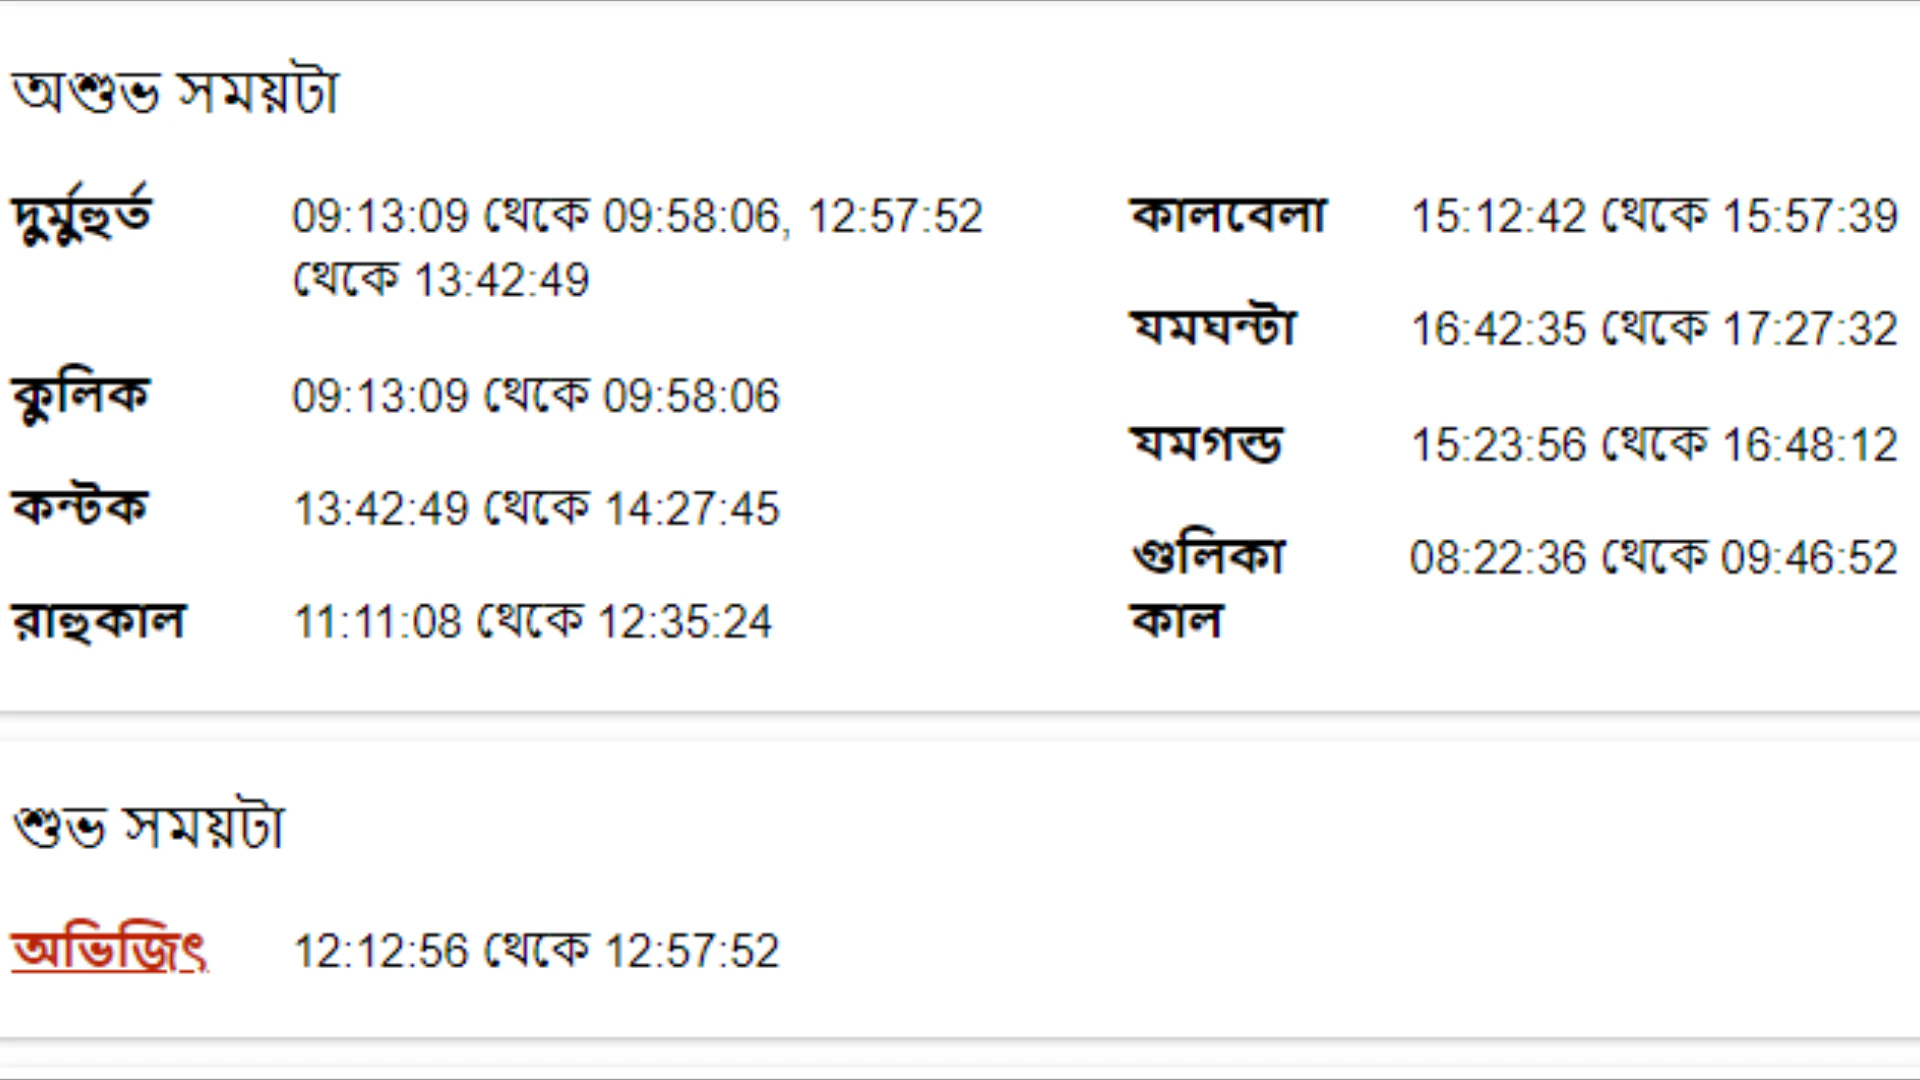 অশুভ সময়টা
দুর্মুহুর্ত 09:13:09 থেকে 09:58:06, 12:57:52
থেকে 13:42:49
কুলিক 09:13:09 থেকে 09:58:06
কন্টক 13:42:49 থেকে 14:27:45
রাহুকাল 11:11:08 থেকে 12:35:24
কালবেলা 15:12:42 থেকে 15:57:39
যমঘন্টা 16:42:35 থেকে 17:27:32
যমগন্ড 15:23:56 থেকে 16:48:12
গুলিকা 08:22:36 থেকে 09:46:52
কাল
শুভ সময়টা
অভিজিৎ 12:12:56 থেকে 12:57:52